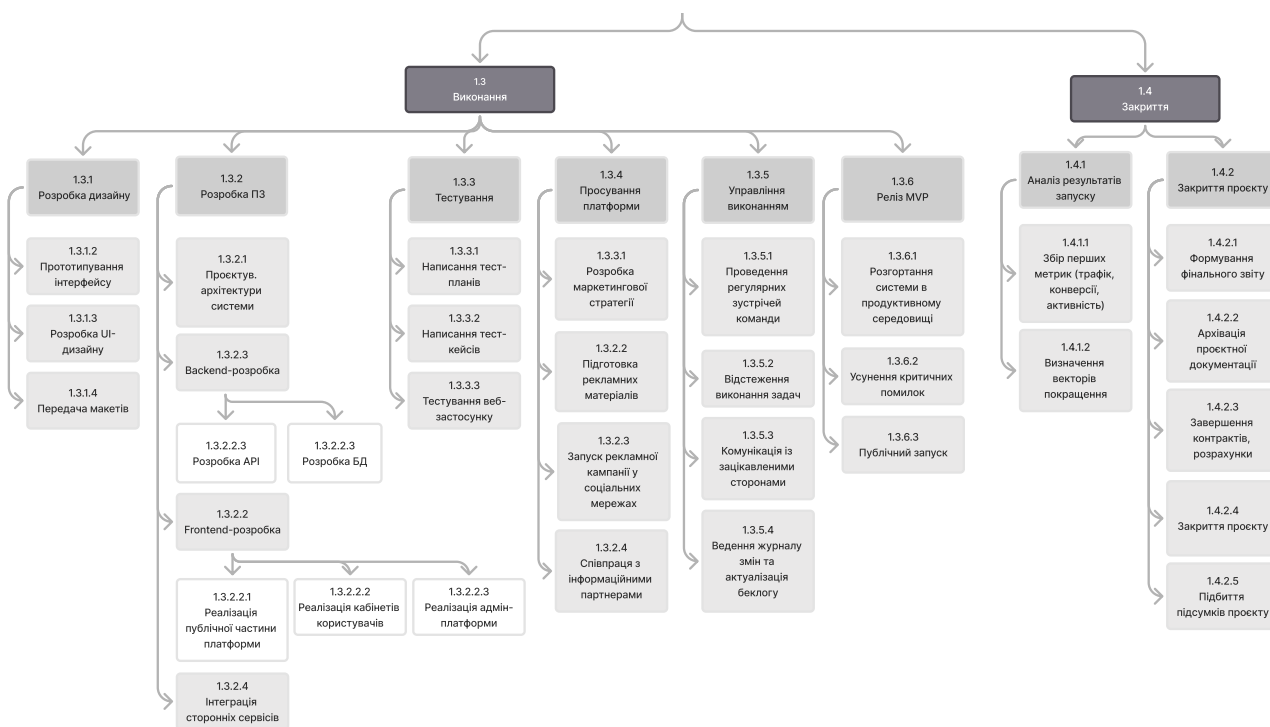 1.3
Виконання
1.4
Закриття
1.3.1
Розробка дизайну
1.3.1.2
Прототипування
інтерфейсу
1.3.1.3
Розробка UI-
дизайну
1.3.1.4
Передача макетів
1.3.2
Розробка ПЗ
1.3.2.1
Проєктув.
архітектури
системи
1.3.2.3
Backend-розробка
1.3.2.2.3
Розробка API
1.3.2.2.3
Розробка БД
1.3.2.2
Frontend-розробка
1.3.2.2.1
Реалізація
публічної частини
платформи
1.3.2.2.2
Реалізація кабінетів
користувачів
1.3.2.2.3
Реалізація адмін-
платформи
1.3.2.4
Інтеграція
сторонніх сервісів
1.3.3
Тестування
1.3.3.1
Написання тест-
планів
1.3.3.2
Написання тест-
кейсів
1.3.3.3
Тестування веб-
застосунку
1.3.4
Просування
платформи
1.3.3.1
Розробка
маркетингової
стратегії
1.3.2.2
Підготовка
рекламних
матеріалів
1.3.2.3
Запуск рекламної
кампанії у
соціальних
мережах
1.3.2.4
Співпраця з
інформаційними
партнерами
1.3.5
Управління
виконанням
1.3.5.1
Проведення
регулярних
зустрічей
команди
1.3.5.2
Відстеження
виконання задач
1.3.5.3
Комунікація із
зацікавленими
сторонами
1.3.5.4
Ведення журналу
змін та
актуалізація
беклогу
1.3.6
Реліз MVP
1.3.6.1
Розгортання
системи в
продуктивному
середовищі
1.3.6.2
Усунення критичних
помилок
1.3.6.3
Публічний запуск
1.4.1
Аналіз результатів
запуску
1.4.1.1
Збір перших
метрик (трафік,
конверсії,
активність)
1.4.1.2
Визначення
векторів
покращення
1.4.2
Закриття проєкту
1.4.2.1
Формування
фінального звіту
1.4.2.2
Архівація
проєктної
документації
1.4.2.3
Завершення
контрактів,
розрахунки
1.4.2.4
Закриття проєкту
1.4.2.5
Підбиття
підсумків проєкту